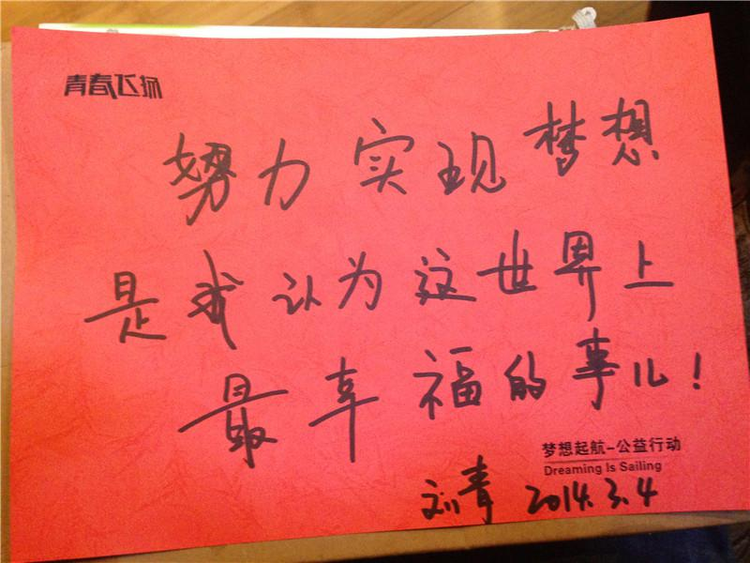 青春飞扬
努力实现梦想
是我认为这世界上
最幸福的事儿!
梦想起航-公益行动
Dreaming Is Sailing
刘青 2014.3.4